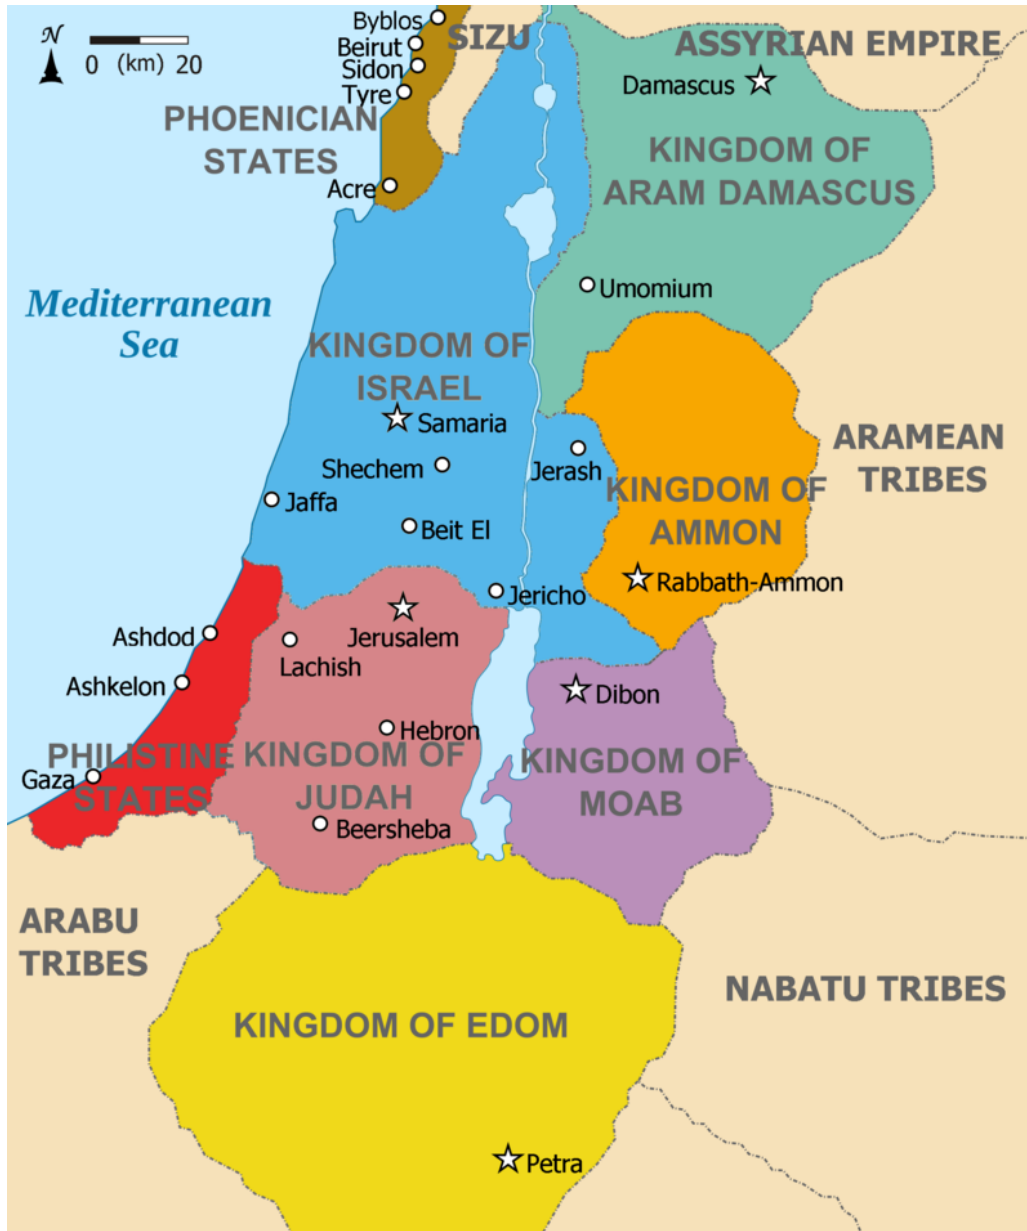 Byblos
SIZU
N
Beirut
ASSYRIAN EMPIRE
0 (km) 20
Sidon
Damascus
Tyre
PHOENICIAN
STATES
KINGDOM OF
ARAM DAMASCUS
Acre
Umomium
Mediterranean
Sea
KINGDOM OF
ISRAEL
Samaria
ARAMEAN
TRIBES
Shechem
Jerash
KINGDOM OF
AMMON
Jaffa
Beit El
Rabbath-Ammon
Jericho
Ashdod
Jerusalem
Lachish
Ashkelon
Dibon
Hebron
PHILISTINE
STATES
KINGDOM OF
JUDAH
KINGDOM OF
MOAB
Gaza
Beersheba
ARABU
TRIBES
NABATU TRIBES
KINGDOM OF EDOM
Petra